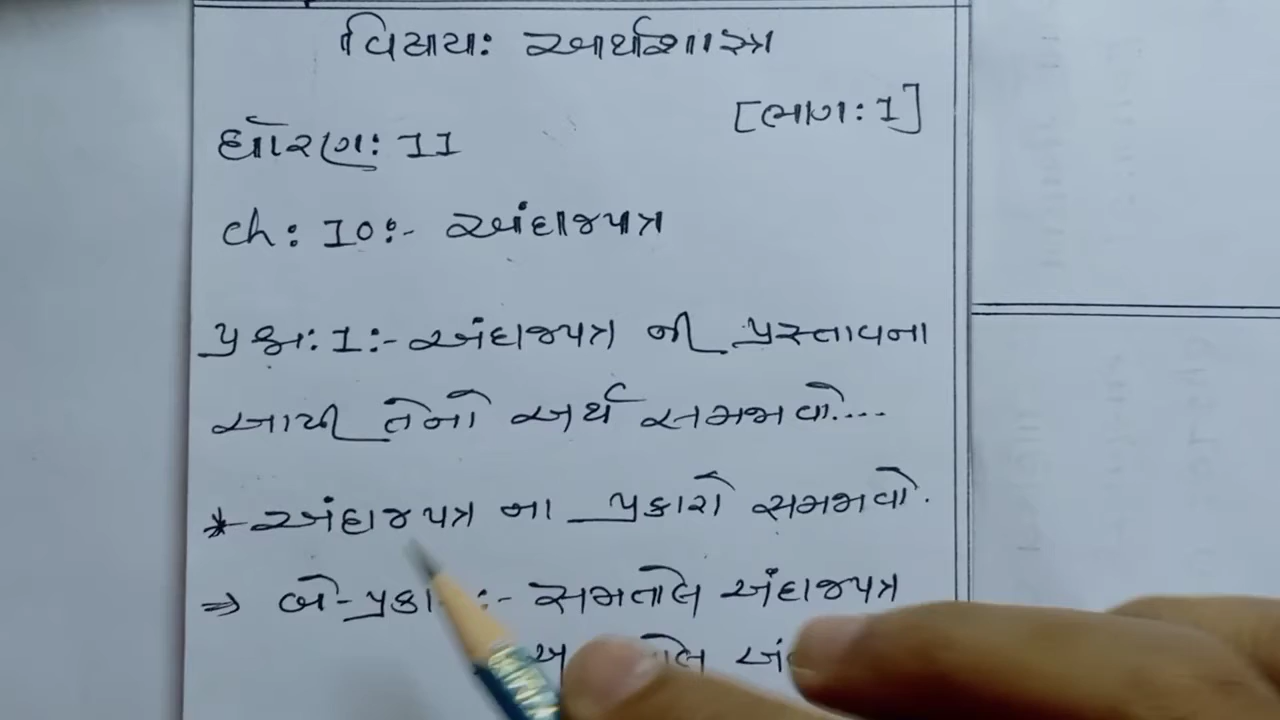 વિષય: અર્થશાસ્ત્ર
[ભાગ: 1]
ધોરણ: 11
ch: 10:- અંદાજપત્ર
પ્રશ્ન: 1:- અંદાજપત્ર ની પ્રસ્તાવના
આપી તેનો અર્થ સમજાવો....
* અંદાજપત્ર ના પ્રકારો સમજાવો.
⇒ બે- :- સમતોલ અંદાજપત્ર